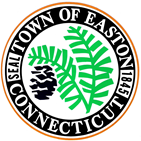 TOWN OF EASTON
SEAL
1845
CONNECTICUT